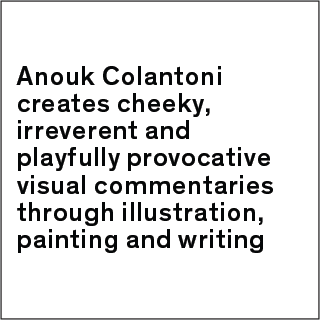 Anouk Colantoni
creates cheeky,
irreverent and
playfully provocative
visual commentaries
through illustration,
painting and writing